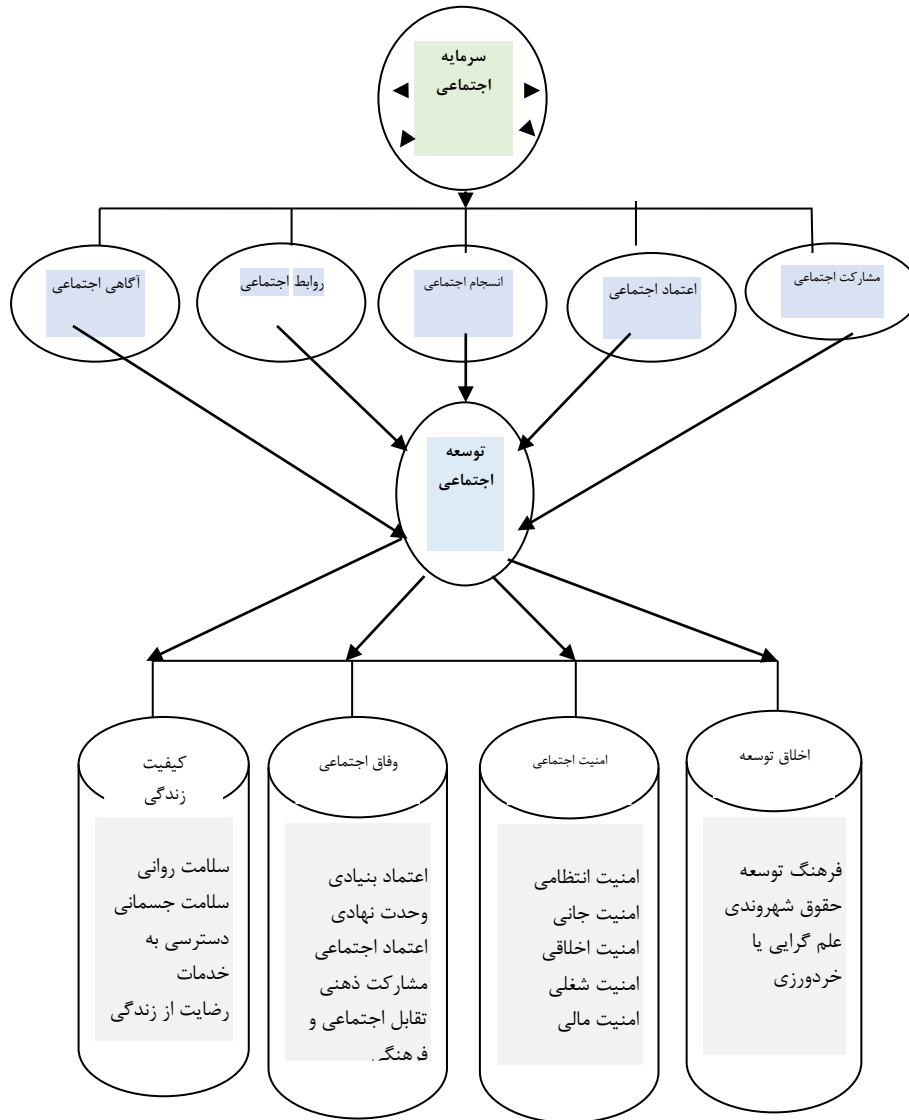 سرمایه
اجتماعی
مشارکت اجتماعی
اعتماد اجتماعی
انسجام اجتماعی
روابط اجتماعی
آگاهی اجتماعی
توسعه
اجتماعی
اخلاق توسعه
فرهنگ توسعه
حقوق شهروندی
علم گرایی یا
خردورزی
امنیت اجتماعی
امنیت انتظامی
امنیت جانی
امنیت اخلاقی
امنیت شغلی
امنیت مالی
وفاق اجتماعی
اعتماد بنیادی
وحدت نهادی
اعتماد اجتماعی
مشارکت ذهنی
تقابل اجتماعی و
فرهنگی
کیفیت
زندگی
سلامت روانی
سلامت جسمانی
دسترسی به
خدمات
رضایت از زندگی